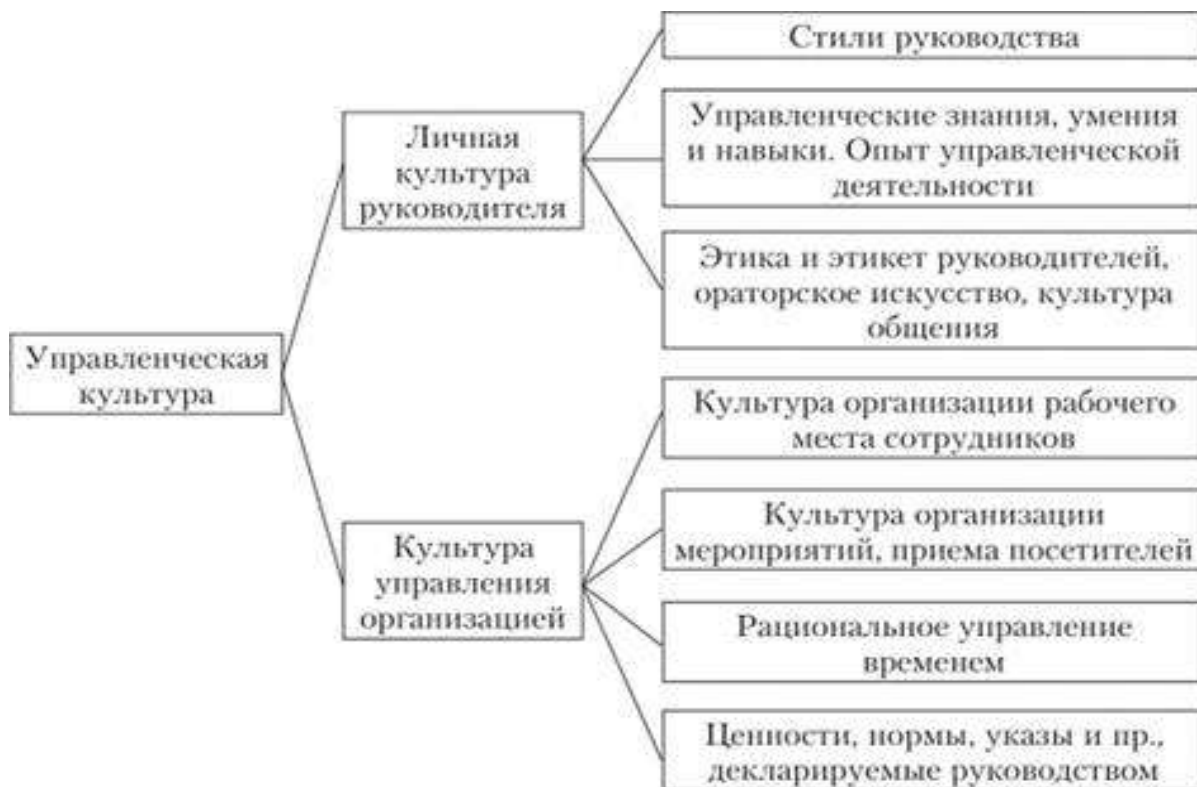 Управленческая
культура
Личная
культура
руководителя
Стили руководства
Управленческие знания, умения
и навыки. Опыт управленческой
деятельности
Этика и этикет руководителей,
ораторское искусство, культура
общения
Культура
управления
организацией
Культура организации рабочего
места сотрудников
Культура организации
мероприятий, приема посетителей
Рациональное управление
временем
Ценности, нормы, указы и пр.,
декларируемые руководством